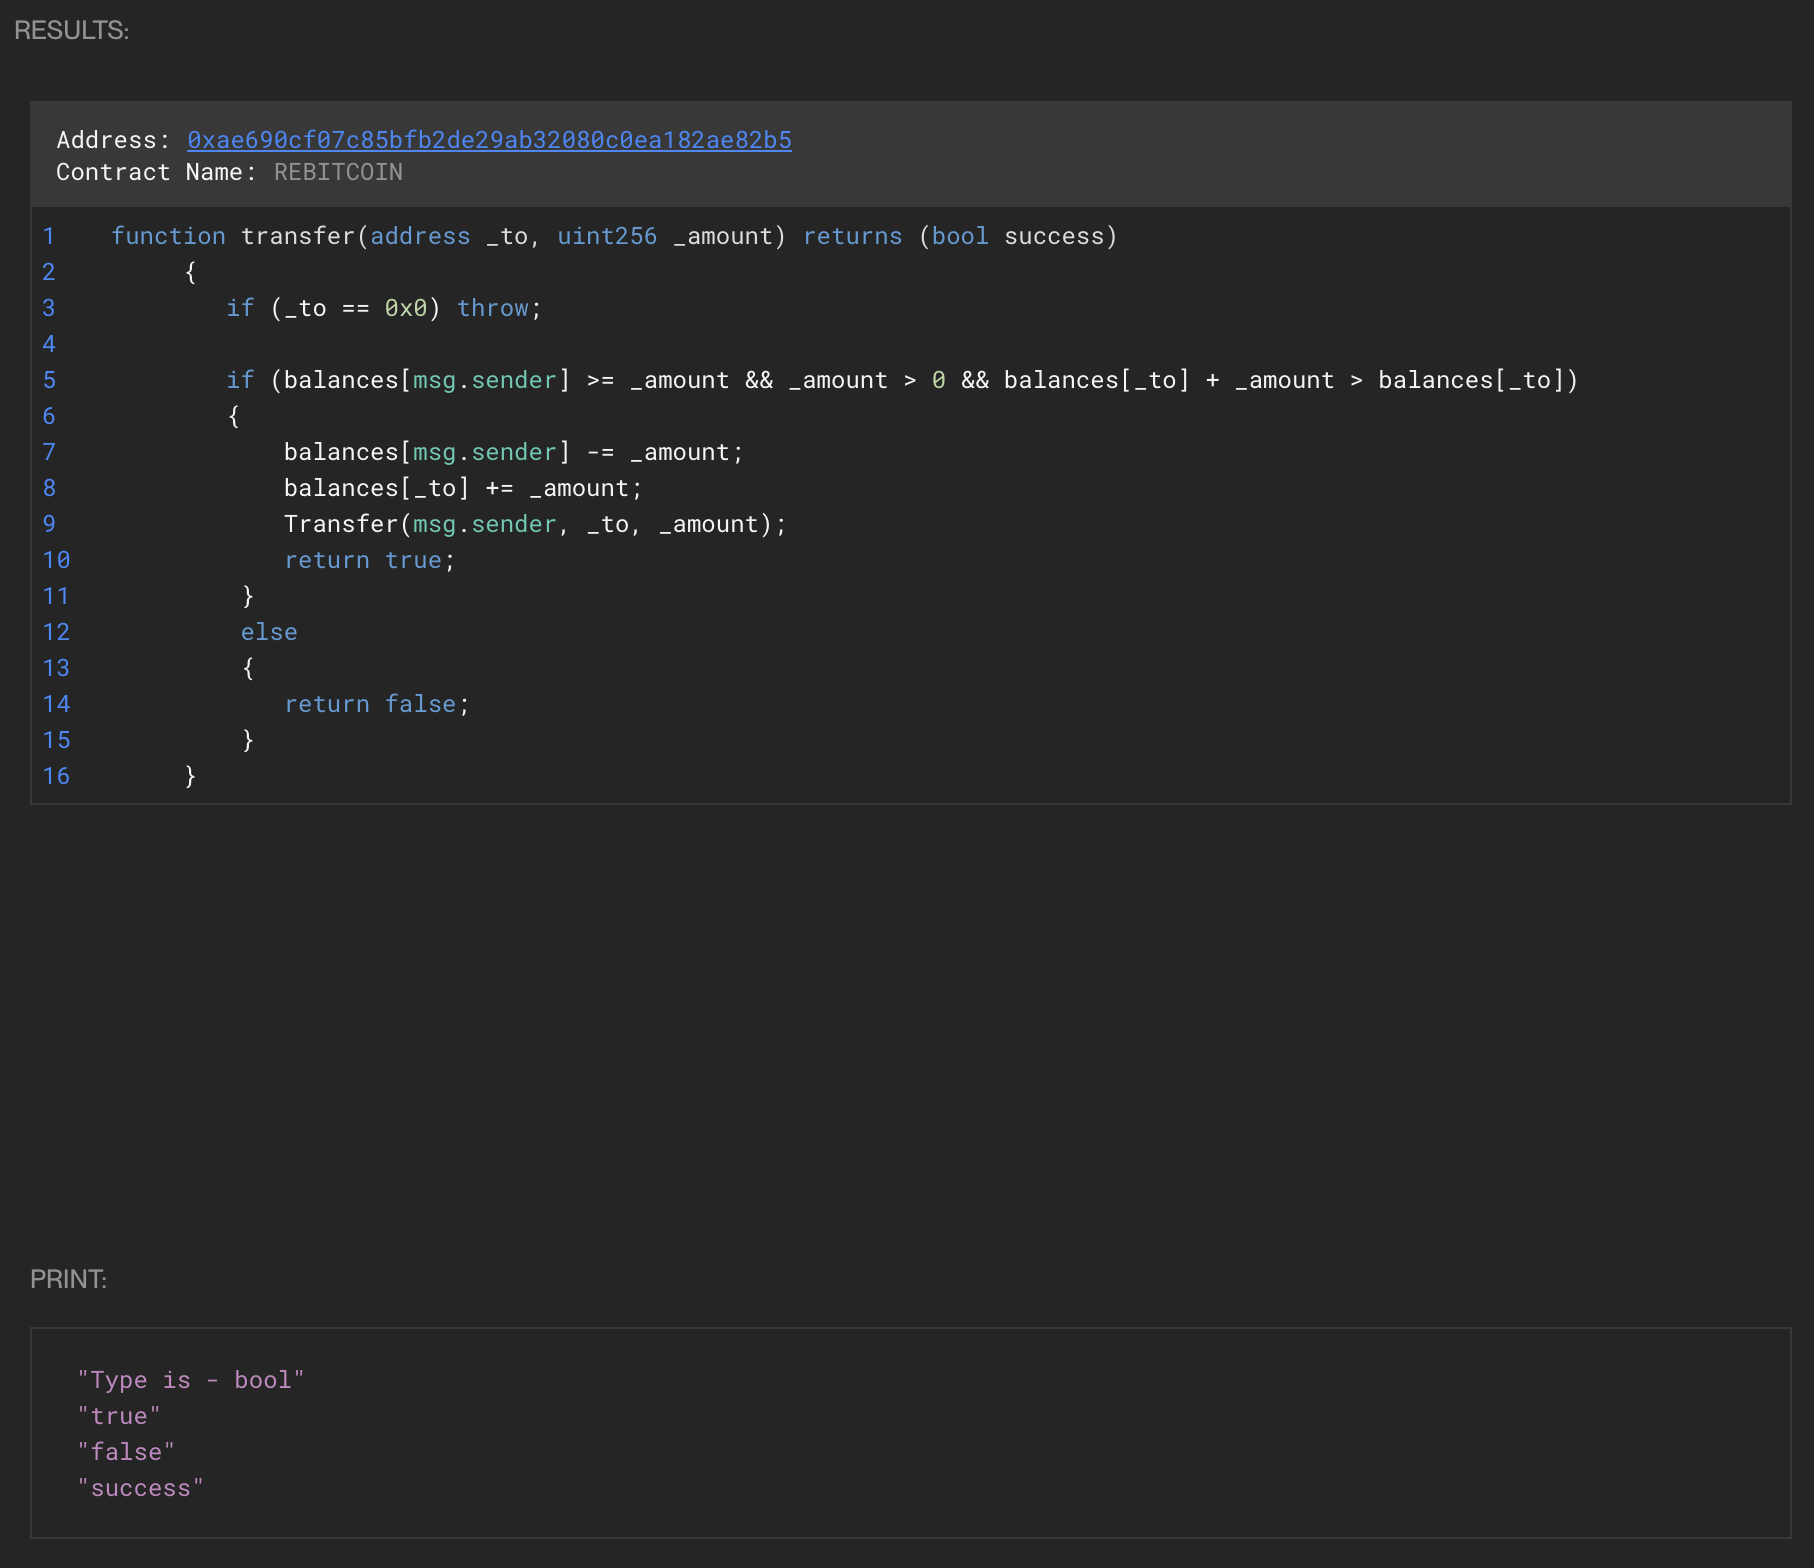 RESULTS:
Address: 0xae690cf07c85bfb2de29ab32080c0ea182ae82b5
Contract Name: REBITCOIN
1 function transfer(address _to, uint256 _amount) returns (bool success)
2 {
3 if (_to == 0x0) throw;
4
5 if (balances[msg.sender] >= _amount && _amount > 0 && balances[_to] + _amount > balances[_to])
6 {
7 balances[msg.sender] -= _amount;
8 balances[_to] += _amount;
9 Transfer(msg.sender, _to, _amount);
10 return true;
11 }
12 else
13 {
14 return false;
15 }
16 }
PRINT:
"Type is - bool"
"true"
"false"
"success"